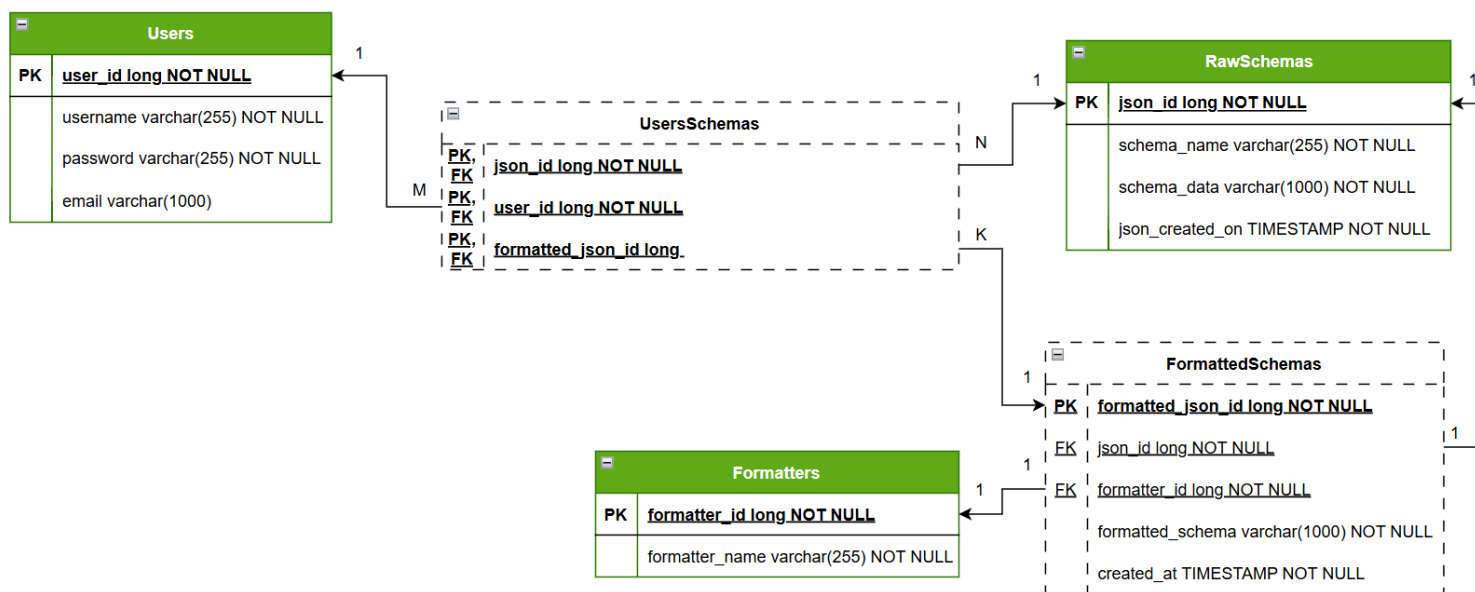 Users
PK user_id long NOT NULL
username varchar(255) NOT NULL
password varchar(255) NOT NULL
email varchar(1000)
1
M
UsersSchemas
PK, FK json_id long NOT NULL
PK, FK user_id long NOT NULL
PK, FK formatted_json_id long
N
1
K
1
RawSchemas
PK json_id long NOT NULL
schema_name varchar(255) NOT NULL
schema_data varchar(1000) NOT NULL
json_created_on TIMESTAMP NOT NULL
1
FormattedSchemas
PK formatted_json_id long NOT NULL
FK json_id long NOT NULL
FK formatter_id long NOT NULL
formatted_schema varchar(1000) NOT NULL
created_at TIMESTAMP NOT NULL
1
1
1
Formatters
PK formatter_id long NOT NULL
formatter_name varchar(255) NOT NULL